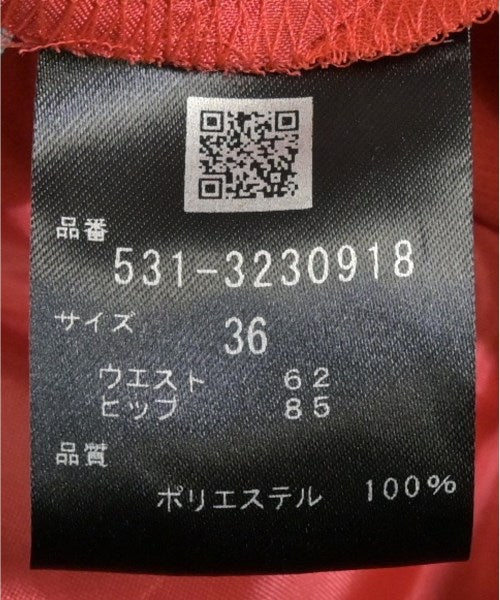 品番
531-3230918
サイズ 36
ウエスト 62
ヒップ 85
品質
ポリエステル 100%